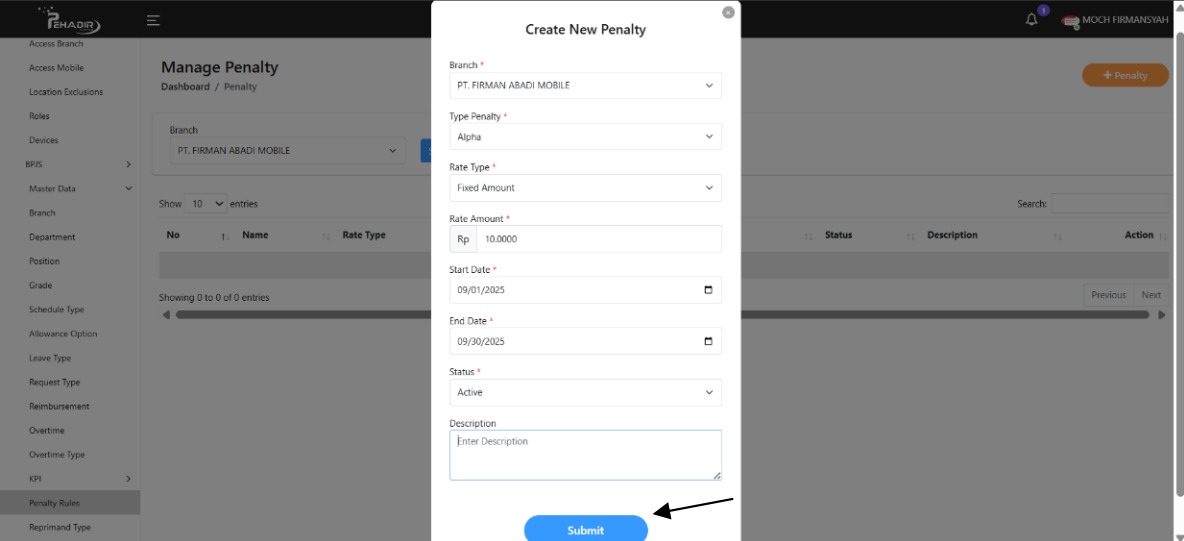 PEHADIR
1
MOCH FIRMANSYAH
Access Branch
Access Mobile
Location Exclusions
Roles
Devices
BPJS
Master Data
Branch
Department
Position
Grade
Schedule Type
Allowance Option
Leave Type
Request Type
Reimbursement
Overtime
Overtime Type
KPI
Penalty Rules
Reprimand Type
Manage Penalty
Dashboard / Penalty
+ Penalty
Branch
PT. FIRMAN ABADI MOBILE
Show 10 entries
Search:
No Name Rate Type Status Description Action
Showing 0 to 0 of 0 entries
Previous Next
Create New Penalty
Branch *
PT. FIRMAN ABADI MOBILE
Type Penalty *
Alpha
Rate Type *
Fixed Amount
Rate Amount *
Rp 10.0000
Start Date *
09/01/2025
End Date *
09/30/2025
Status *
Active
Description
Enter Description
Submit